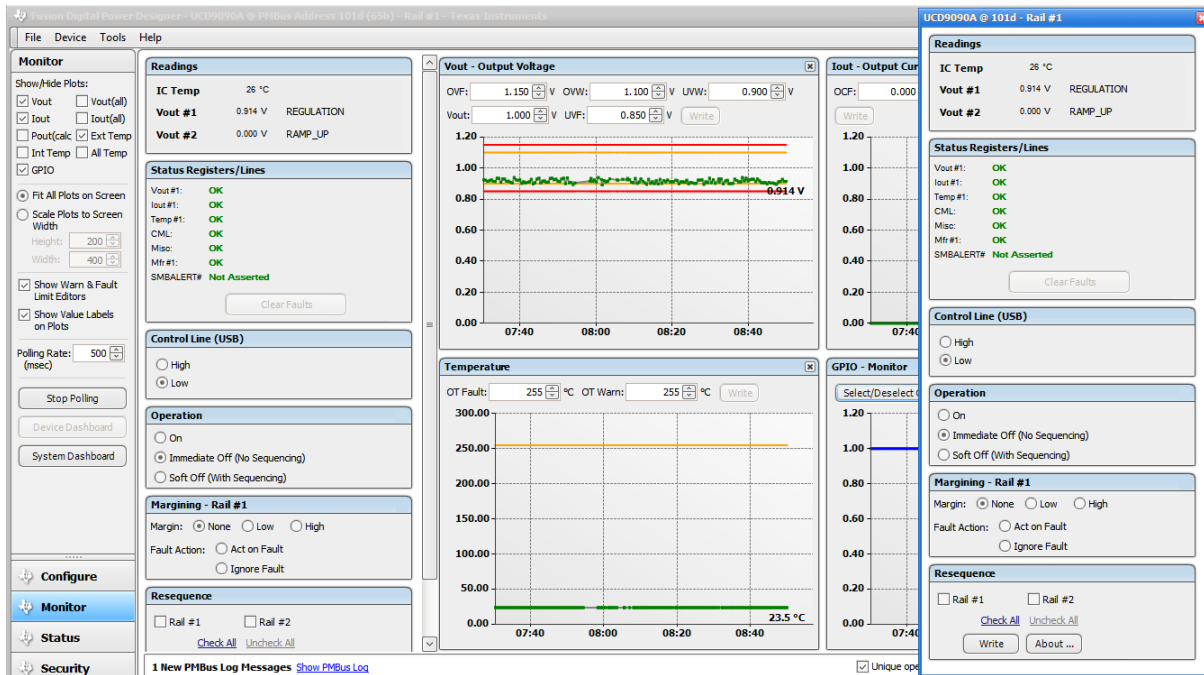 Fusion Digital Power Designer - UCD9090A @ PMBus Address 101d (65h) - Rail #1 - Texas Instruments
File Device Tools Help
Monitor
Show/Hide Plots:
Vout Vout(all)
Iout Iout(all)
Pout(calc Ext Temp
Int Temp All Temp
GPIO
Fit All Plots on Screen
Scale Plots to Screen
Width
Height: 200
Width: 400
Show Warn & Fault
Limit Editors
Show Value Labels
on Plots
Polling Rate: 500
(msec)
Stop Polling
Device Dashboard
System Dashboard
Configure
Monitor
Status
Security
Readings
IC Temp 26 °C
Vout #1 0.914 V REGULATION
Vout #2 0.000 V RAMP_UP
Status Registers/Lines
Vout#1: OK
Iout#1: OK
Temp#1: OK
CML: OK
Misc: OK
Mfr#1: OK
SMBALERT# Not Asserted
Clear Faults
Control Line (USB)
High
Low
Operation
On
Immediate Off (No Sequencing)
Soft Off (With Sequencing)
Margining - Rail #1
Margin: None Low High
Fault Action: Act on Fault
Ignore Fault
Resequence
Rail #1 Rail #2
Check All Uncheck All
1 New PMBus Log Messages Show PMBus Log
Vout - Output Voltage
OVF: 1.150 V OVW: 1.100 V UVW: 0.900 V
Vout: 1.000 V UVF: 0.850 V Write
1.20
1.00
0.914 V
0.80
0.60
0.40
0.20
0.00
07:40 08:00 08:20 08:40
Temperature
OT Fault: 255 °C OT Warn: 255 °C Write
300.00
250.00
200.00
150.00
100.00
50.00
23.5 °C
0.00
07:40 08:00 08:20 08:40
Iout - Output Cur
OCF: 0.000
Write
1.20
1.00
0.80
0.60
0.40
0.20
0.00
07:40
GPIO - Monitor
Select/Deselect
1.20
1.00
0.80
0.60
0.40
0.20
0.00
07:40
Unique ope
UCD9090A @ 101d - Rail #1
Readings
IC Temp 26 °C
Vout #1 0.914 V REGULATION
Vout #2 0.000 V RAMP_UP
Status Registers/Lines
Vout#1: OK
Iout#1: OK
Temp#1: OK
CML: OK
Misc: OK
Mfr#1: OK
SMBALERT# Not Asserted
Clear Faults
Control Line (USB)
High
Low
Operation
On
Immediate Off (No Sequencing)
Soft Off (With Sequencing)
Margining - Rail #1
Margin: None Low High
Fault Action: Act on Fault
Ignore Fault
Resequence
Rail #1 Rail #2
Check All Uncheck All
Write About ...